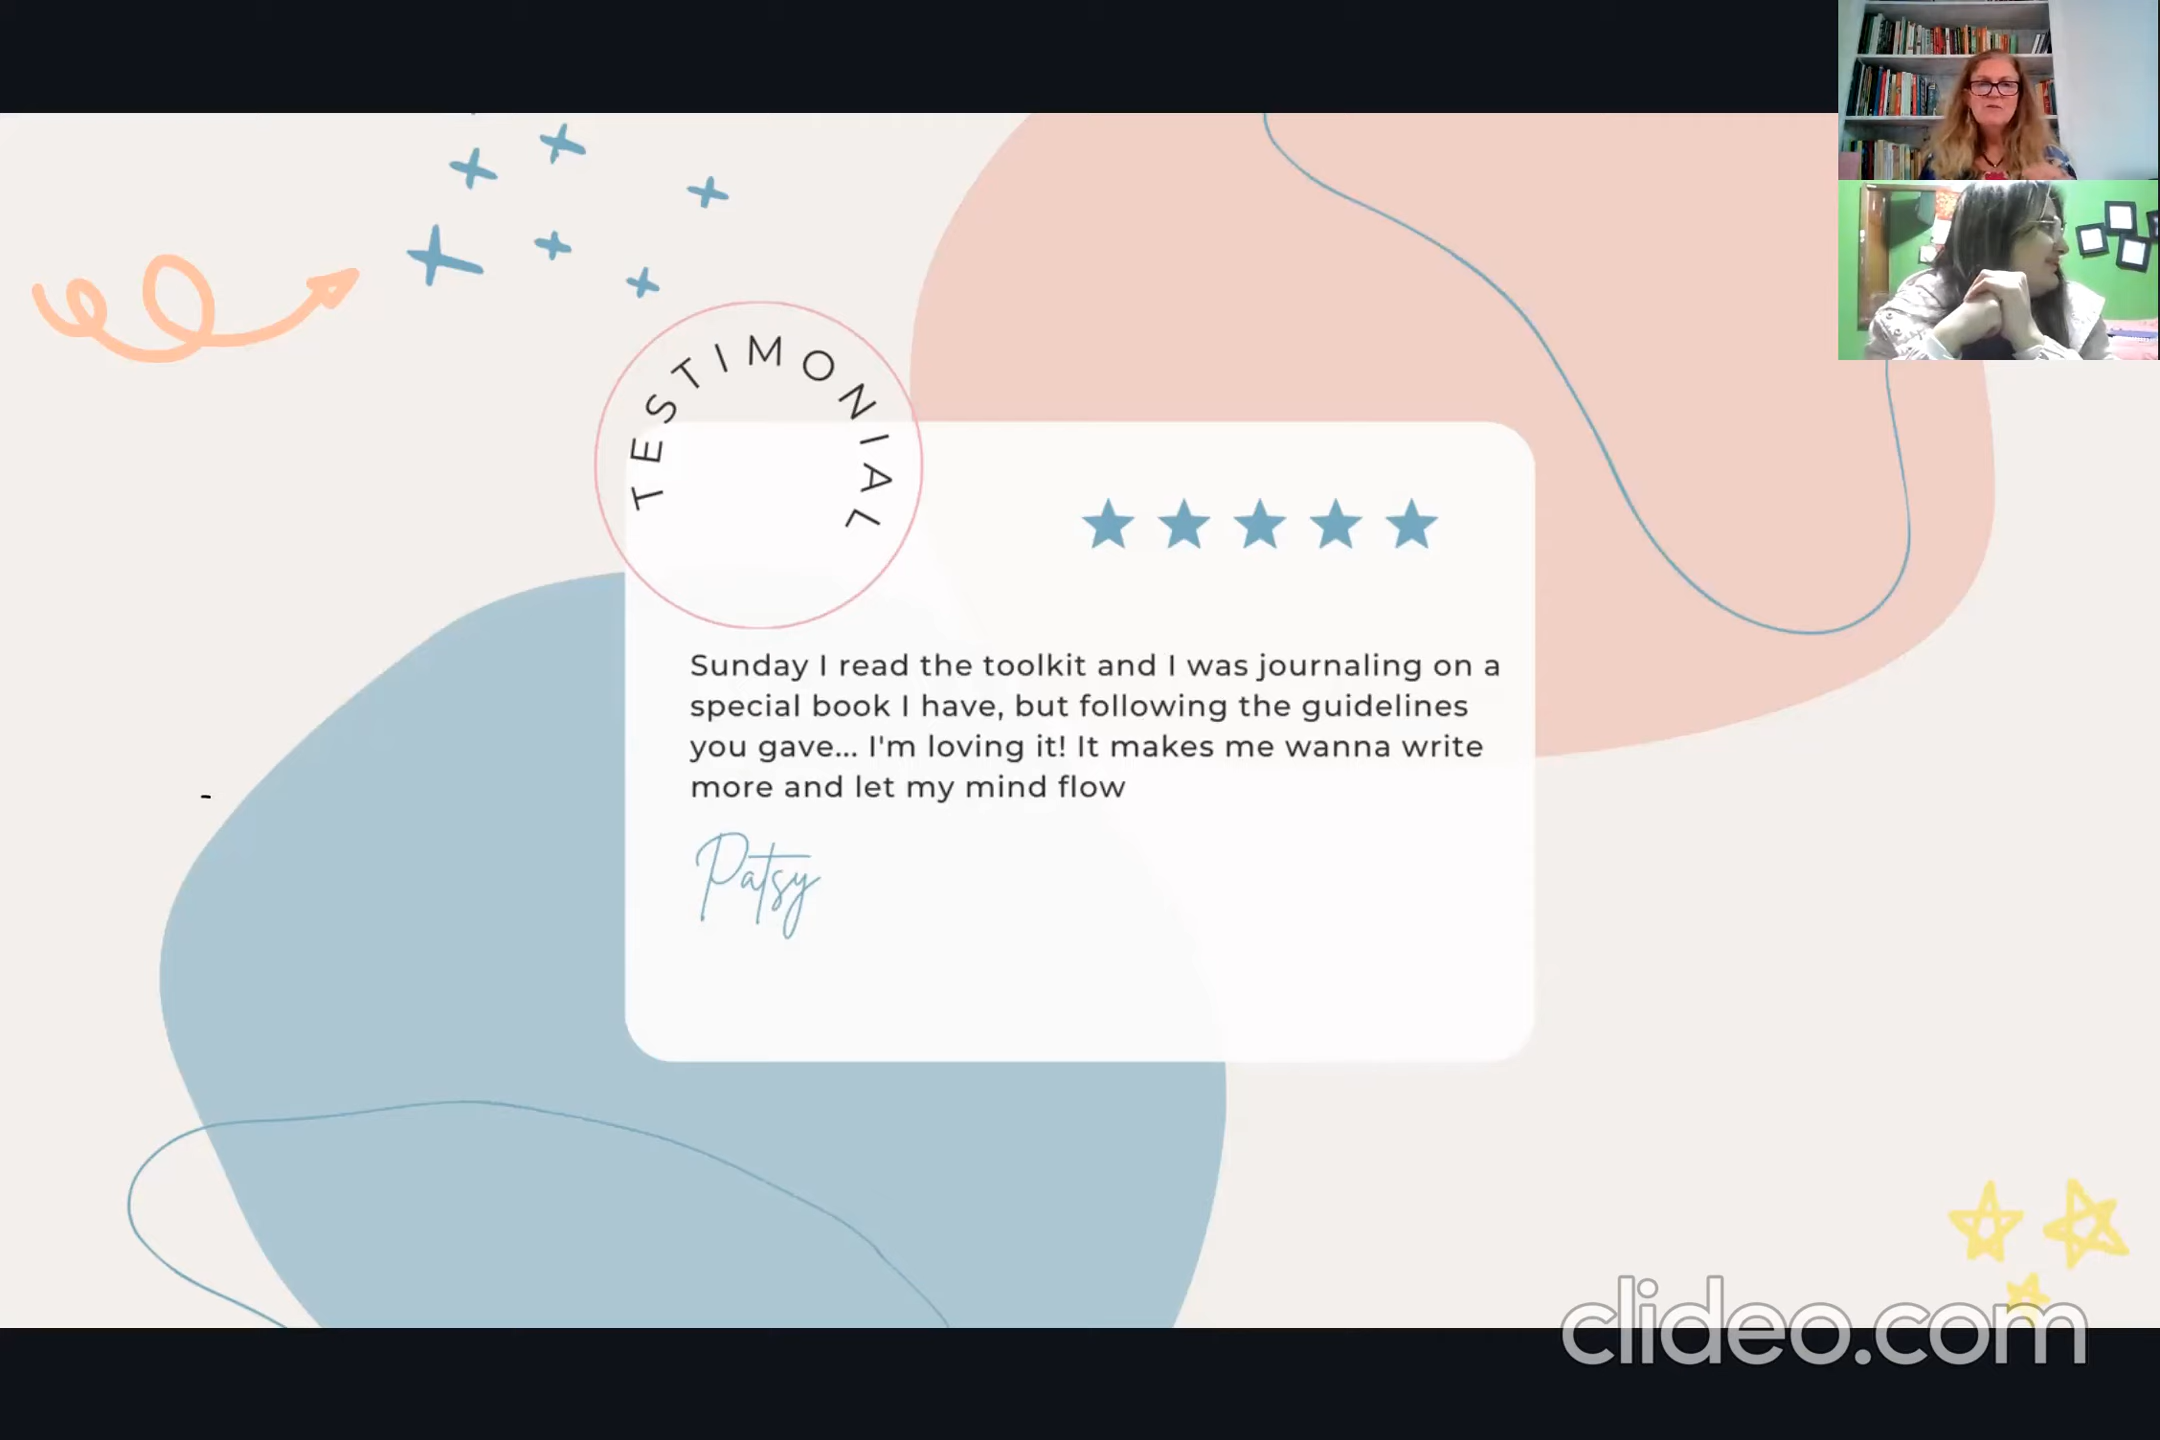 TESTIMONIAL
Sunday I read the toolkit and I was journaling on a
special book I have, but following the guidelines
you gave... I'm loving it! It makes me wanna write
more and let my mind flow
Patsy
clideo.com